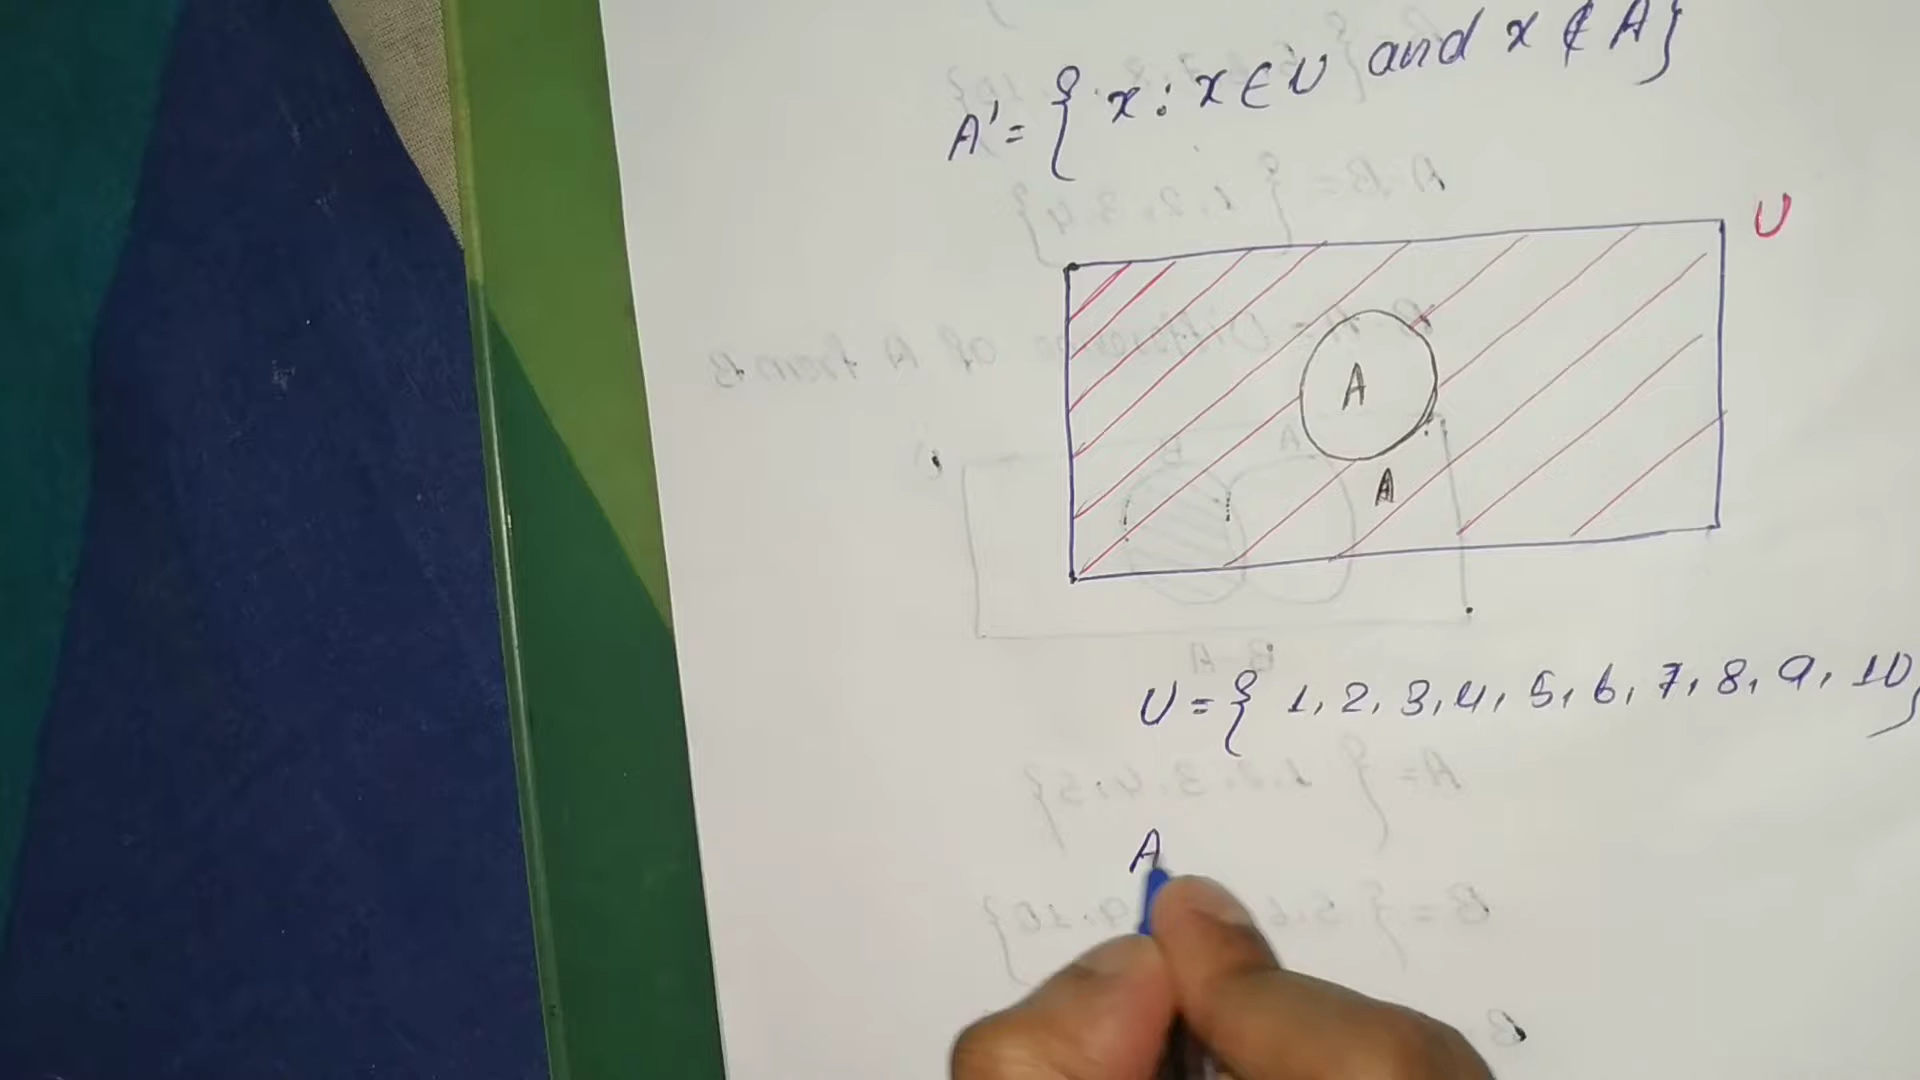 A' = { x : x ∈ U and x ∉ A}
U
A
A
U = { 1, 2, 3, 4, 5, 6, 7, 8, 9, 10}
A